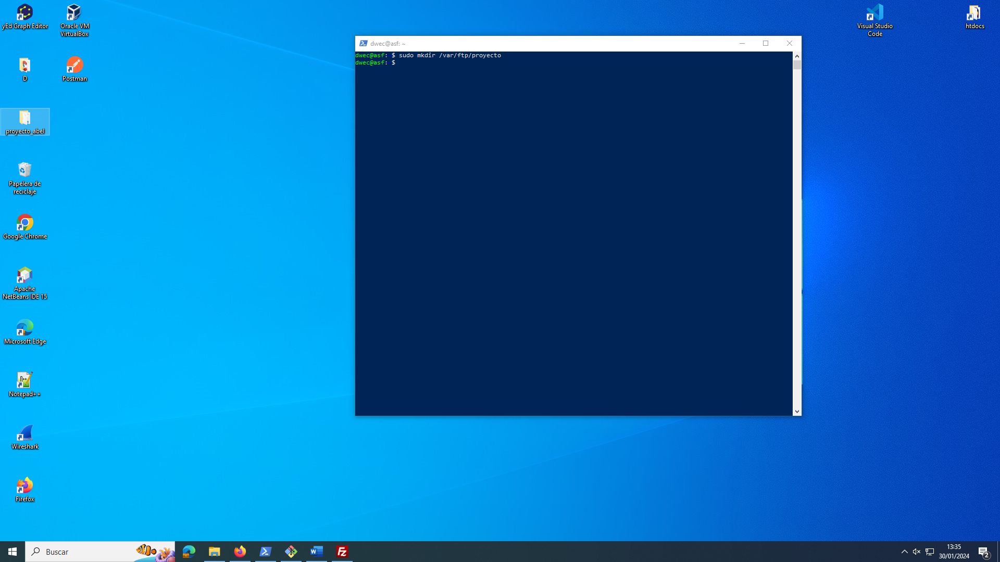 yEd Graph Editor
Oracle VM
VirtualBox
Visual Studio
Code
htdocs
dwec@asf: ~
dwec@asf:~$ sudo mkdir /var/ftp/proyecto
dwec@asf:~$
D
Postman
proyecto_abel
Papelera de
reciclaje
Google Chrome
Apache
NetBeans IDE 15
Microsoft Edge
Notepad++
Wireshark
Firefox
Buscar
13:35
30/01/2024
2